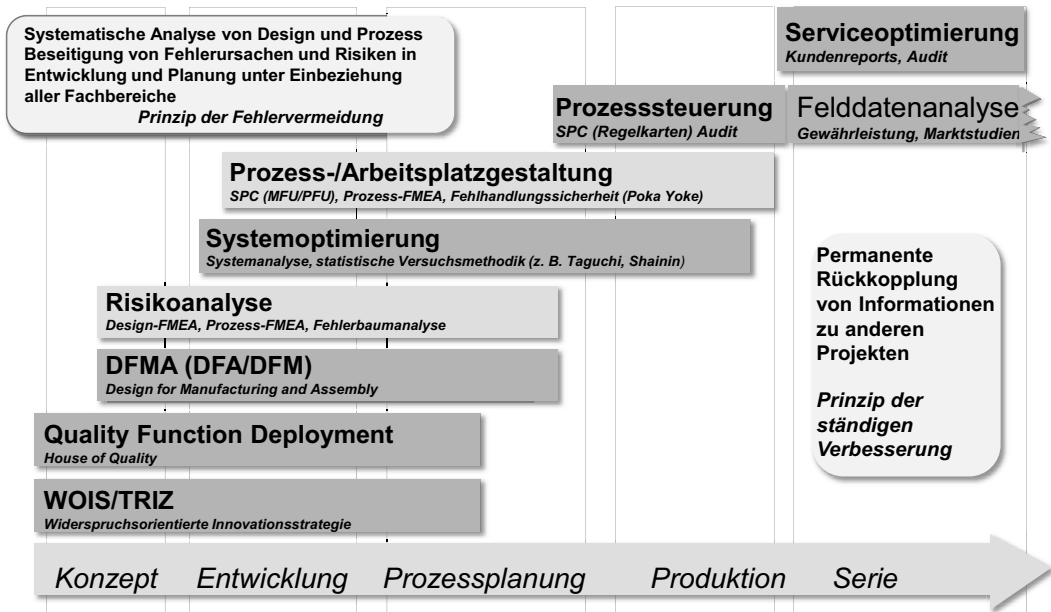 Systematische Analyse von Design und Prozess
Beseitigung von Fehlerursachen und Risiken in
Entwicklung und Planung unter Einbeziehung
aller Fachbereiche
Prinzip der Fehlervermeidung
Serviceoptimierung
Kundenreports, Audit
Prozesssteuerung
SPC (Regelkarten) Audit
Felddatenanalyse
Gewährleistung, Marktstudien
Prozess-/Arbeitsplatzgestaltung
SPC (MFU/PFU), Prozess-FMEA, Fehlhandlungssicherheit (Poka Yoke)
Systemoptimierung
Systemanalyse, statistische Versuchsmethodik (z. B. Taguchi, Shainin)
Risikoanalyse
Design-FMEA, Prozess-FMEA, Fehlerbaumanalyse
DFMA (DFA/DFM)
Design for Manufacturing and Assembly
Quality Function Deployment
House of Quality
WOIS/TRIZ
Widerspruchsorientierte Innovationsstrategie
Permanente
Rückkopplung
von Informationen
zu anderen
Projekten
Prinzip der
ständigen
Verbesserung
Konzept Entwicklung Prozessplanung Produktion Serie